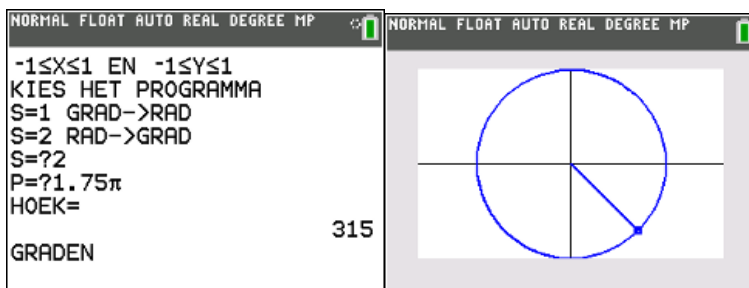 NORMAL FLOAT AUTO REAL DEGREE MP
-1≤X≤1 EN -1≤Y≤1
KIES HET PROGRAMMA
S=1 GRAD->RAD
S=2 RAD->GRAD
S=?2
P=?1.75π
HOEK=
315
GRADEN
NORMAL FLOAT AUTO REAL DEGREE MP